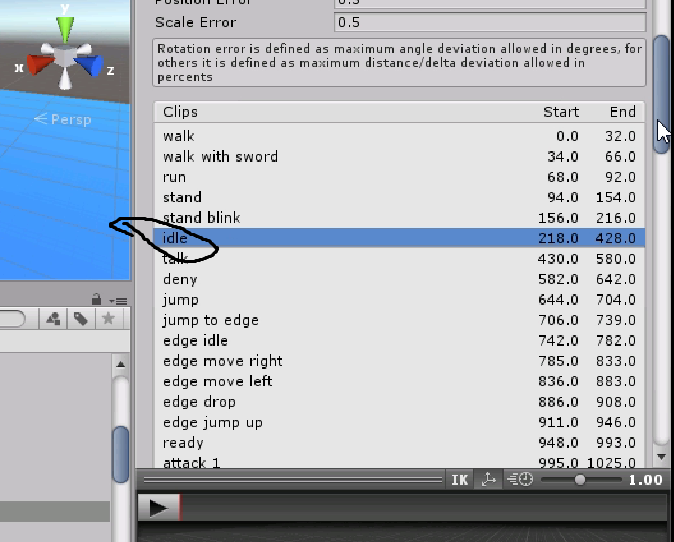 Position Error 0.5
y
Scale Error 0.5
Rotation error is defined as maximum angle deviation allowed in degrees, for
others it is defined as maximum distance/delta deviation allowed in
percents
x z
Persp
Clips Start End
walk 0.0 32.0
walk with sword 34.0 66.0
run 68.0 92.0
stand 94.0 154.0
stand blink 156.0 216.0
idle 218.0 428.0
talk 430.0 580.0
deny 582.0 642.0
jump 644.0 704.0
jump to edge 706.0 739.0
edge idle 742.0 782.0
edge move right 785.0 833.0
edge move left 836.0 883.0
edge drop 886.0 908.0
edge jump up 911.0 946.0
ready 948.0 993.0
attack 1 995.0 1025.0
IK 1.00